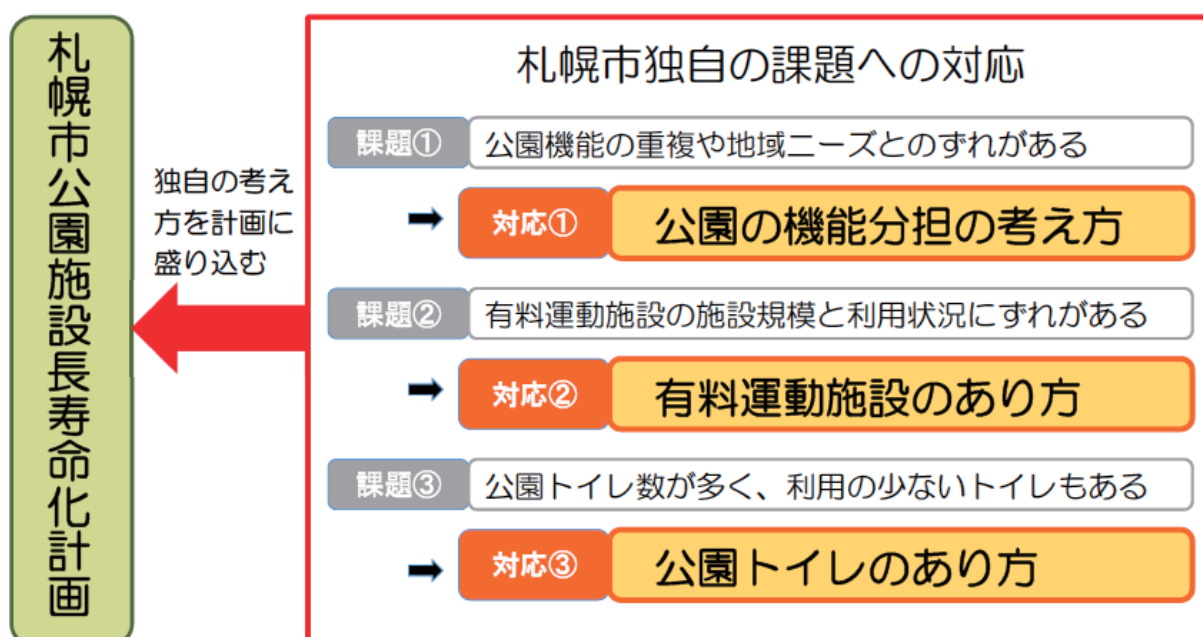 札幌市公園施設長寿命化計画
独自の考え
方を計画に
盛り込む
札幌市独自の課題への対応
課題① 公園機能の重複や地域ニーズとのずれがある
➡ 対応① 公園の機能分担の考え方
課題② 有料運動施設の施設規模と利用状況にずれがある
➡ 対応② 有料運動施設のあり方
課題③ 公園トイレ数が多く、利用の少ないトイレもある
➡ 対応③ 公園トイレのあり方